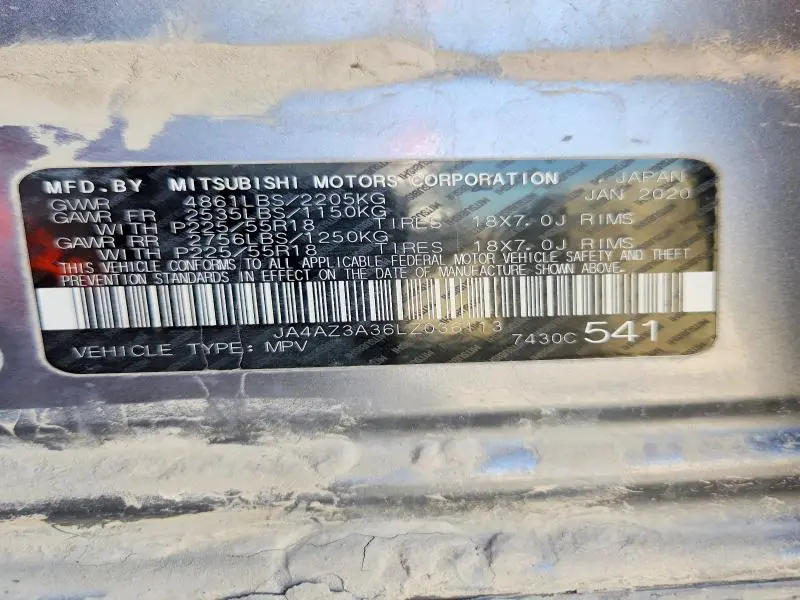 MFD. BY MITSUBISHI MOTORS CORPORATION JAPAN
GVWR 4861LBS/2205KG JAN 2020
GAWR FR 2535LBS/1150KG
WITH P225/55R18 TIRES 18X7.0J RIMS
GAWR RR 2756LBS/1250KG
WITH P225/55R18 TIRES 18X7.0J RIMS
THIS VEHICLE CONFORMS TO ALL APPLICABLE FEDERAL MOTOR VEHICLE SAFETY AND THEFT
PREVENTION STANDARDS IN EFFECT ON THE DATE OF MANUFACTURE SHOWN ABOVE.
JA4AZ3A36LZ036113
VEHICLE TYPE: MPV 7430C 541